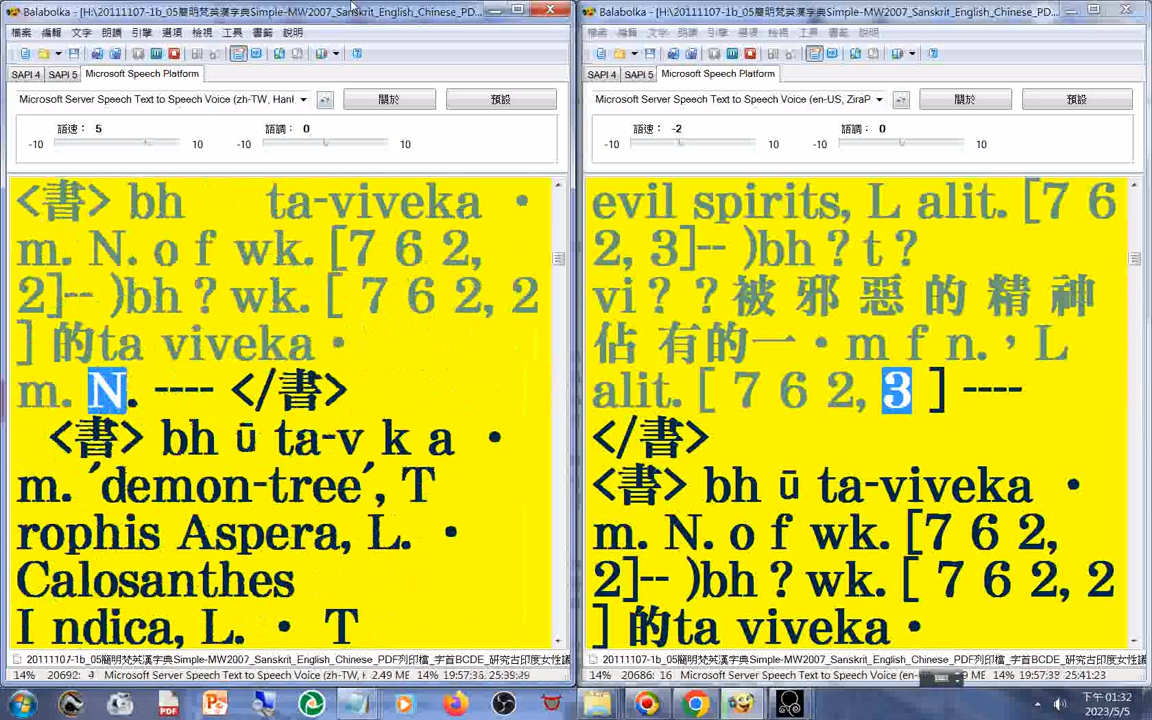 Balabolka - [H:\20111107-1b_05簡明梵英漢字典Simple-MW2007_Sanskrit_English_Chinese_PD...
檔案 編輯 文字 朗讀 引擎 選項 檢視 工具 書籤 說明
SAPI 4 SAPI 5 Microsoft Speech Platform
Microsoft Server Speech Text to Speech Voice (zh-TW, Hanl
關於 預設
語速： 5 語調： 0
-10 10 -10 10
<書> bh ta-viveka •
m. N. o f wk. [7 6 2,
2]-- )bh ? wk. [ 7 6 2, 2
] 的ta viveka •
m. N. ---- </書>
<書> bh ū ta-v k a •
m. ´demon-tree´, T
rophis Aspera, L. •
Calosanthes
I ndica, L. • T
20111107-1b_05簡明梵英漢字典Simple-MW2007_Sanskrit_English_Chinese_PDF列印檔_字首BCDE_研究古印度女性議
14% 20692: Microsoft Server Speech Text to Speech Voice (zh-TW, H 2.49 ME 14% 19:57:36, 25:39:29
Balabolka - [H:\20111107-1b_05簡明梵英漢字典Simple-MW2007_Sanskrit_English_Chinese_PD...
檔案 編輯 文字 朗讀 引擎 選項 檢視 工具 書籤 說明
SAPI 4 SAPI 5 Microsoft Speech Platform
Microsoft Server Speech Text to Speech Voice (en-US, ZiraP
關於 預設
語速： -2 語調： 0
-10 10 -10 10
evil spirits, L alit. [7 6
2, 3]-- )bh ? t ?
vi ? ? 被 邪 惡 的 精 神
佔 有的一 • m f n.，L
alit. [ 7 6 2, 3 ] ----
</書>
<書> bh ū ta-viveka •
m. N. o f wk. [7 6 2,
2]-- )bh ? wk. [ 7 6 2, 2
] 的ta viveka •
20111107-1b_05簡明梵英漢字典Simple-MW2007_Sanskrit_English_Chinese_PDF列印檔_字首BCDE_研究古印度女性議
14% 20686: 16 Microsoft Server Speech Text to Speech Voice (en-US, 14% 19:57:39, 25:41:23
PDF
下午 01:32
2023/5/5